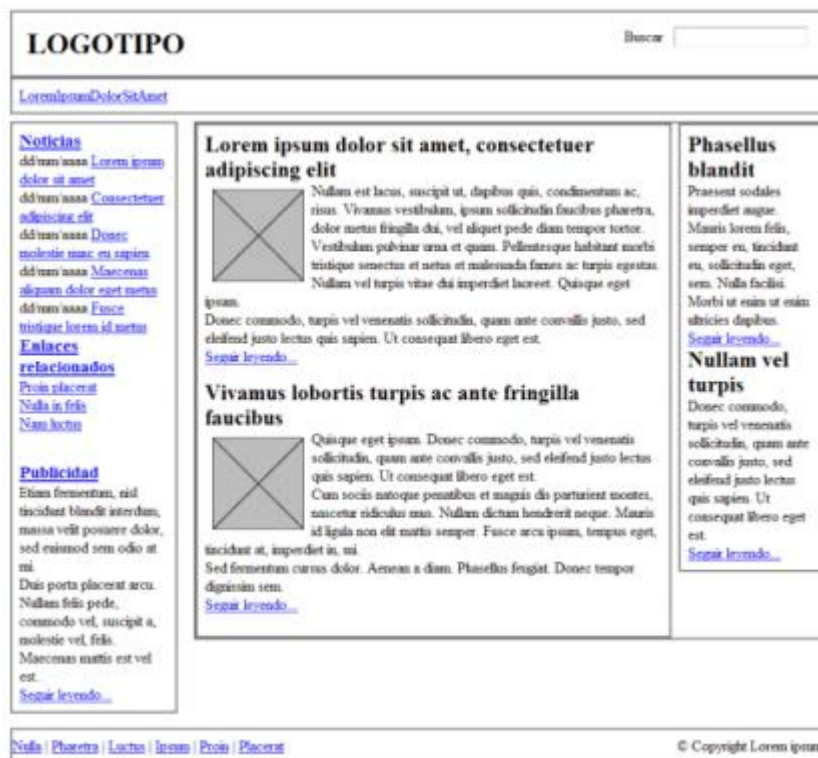 LOGOTIPO
Buscar
LoremIpsumDolorSitAmet
Noticias
dd/mm/aaaa Lorem ipsum
dolor sit amet
dd/mm/aaaa Consectetuer
adipiscing elit
dd/mm/aaaa Donec
molestie nunc eu sapien
dd/mm/aaaa Maecenas
aliquam dolor eget metus
dd/mm/aaaa Fusce
tristique lorem id metus
Enlaces
relacionados
Proin placerat
Nulla in felis
Nam luctus
Publicidad
Etiam fermentum, nisl
tincidunt blandit interdum,
massa velit posuere dolor,
sed euismod sem odio at
mi.
Duis porta placerat arcu.
Nullam felis pede,
commodo vel, suscipit a,
molestie vel, felis.
Maecenas mattis est vel
est.
Seguir leyendo...
Lorem ipsum dolor sit amet, consectetuer
adipiscing elit
Nullam est lacus, suscipit ut, dapibus quis, condimentum ac,
risus. Vivamus vestibulum, ipsum sollicitudin faucibus pharetra,
dolor metus fringilla dui, vel aliquet pede diam tempor tortor.
Vestibulum pulvinar urna et quam. Pellentesque habitant morbi
tristique senectus et netus et malesuada fames ac turpis egestas.
Nullam vel turpis vitae dui imperdiet laoreet. Quisque eget
ipsum.
Donec commodo, turpis vel venenatis sollicitudin, quam ante convallis justo, sed
eleifend justo lectus quis sapien. Ut consequat libero eget est.
Seguir leyendo...
Vivamus lobortis turpis ac ante fringilla
faucibus
Quisque eget ipsum. Donec commodo, turpis vel venenatis
sollicitudin, quam ante convallis justo, sed eleifend justo lectus
quis sapien. Ut consequat libero eget est.
Cum sociis natoque penatibus et magnis dis parturient montes,
nascetur ridiculus mus. Nullam dictum hendrerit neque. Mauris
id ligula non elit mattis semper. Fusce arcu ipsum, tempus eget,
tincidunt at, imperdiet in, mi.
Sed fermentum cursus dolor. Aenean a diam. Phasellus feugiat. Donec tempor
dignissim sem.
Seguir leyendo...
Phasellus
blandit
Praesent sodales
imperdiet augue.
Mauris lorem felis,
semper eu, tincidunt
eu, sollicitudin eget,
sem. Nulla facilisi.
Morbi ut enim ut enim
ultricies dapibus.
Seguir leyendo...
Nullam vel
turpis
Donec commodo,
turpis vel venenatis
sollicitudin, quam ante
convallis justo, sed
eleifend justo lectus
quis sapien. Ut
consequat libero eget
est.
Seguir leyendo...
Nulla | Pharetra | Luctus | Ipsum | Proin | Placerat
© Copyright Lorem ipsum